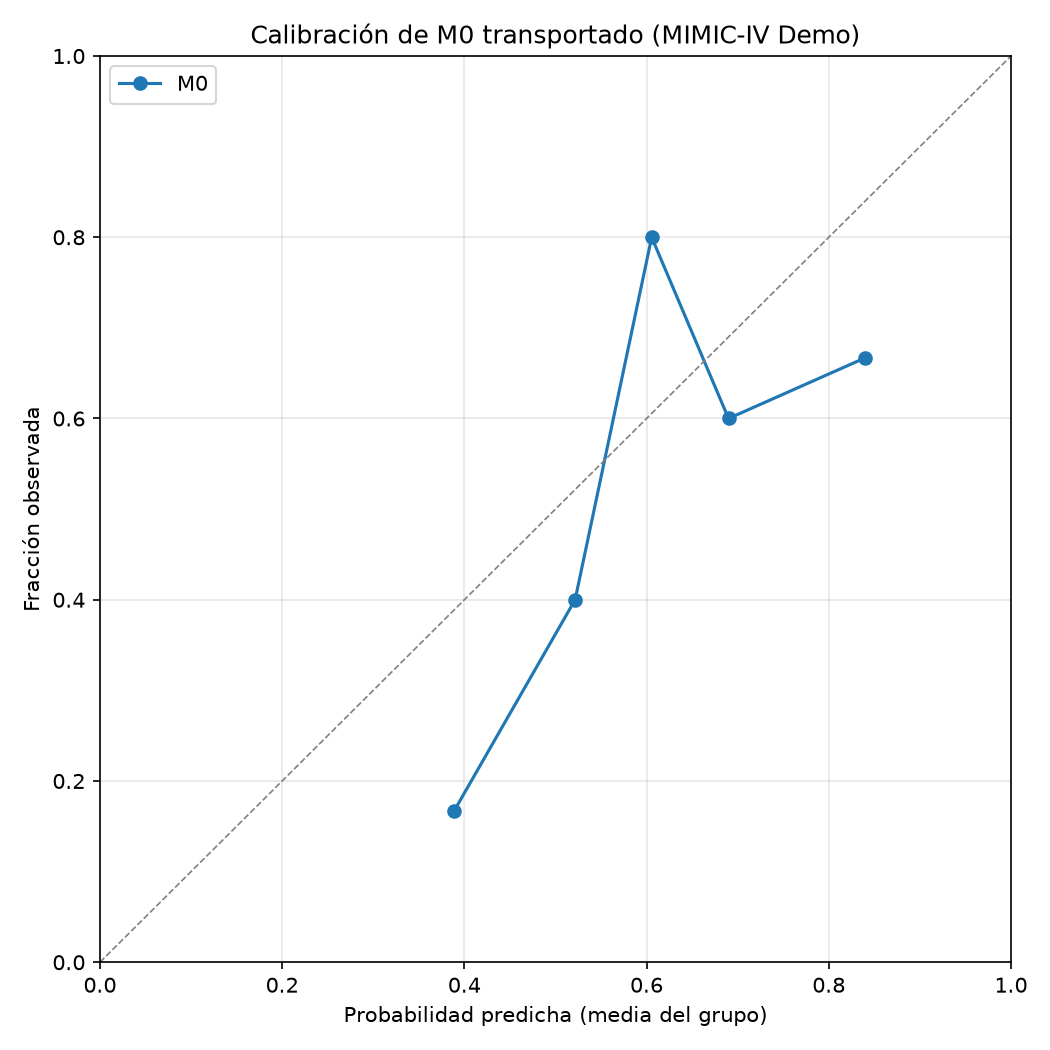 Calibración de M0 transportado (MIMIC-IV Demo)
M0
1.0
0.8
0.6
0.4
0.2
0.0
Fracción observada
0.0 0.2 0.4 0.6 0.8 1.0
Probabilidad predicha (media del grupo)